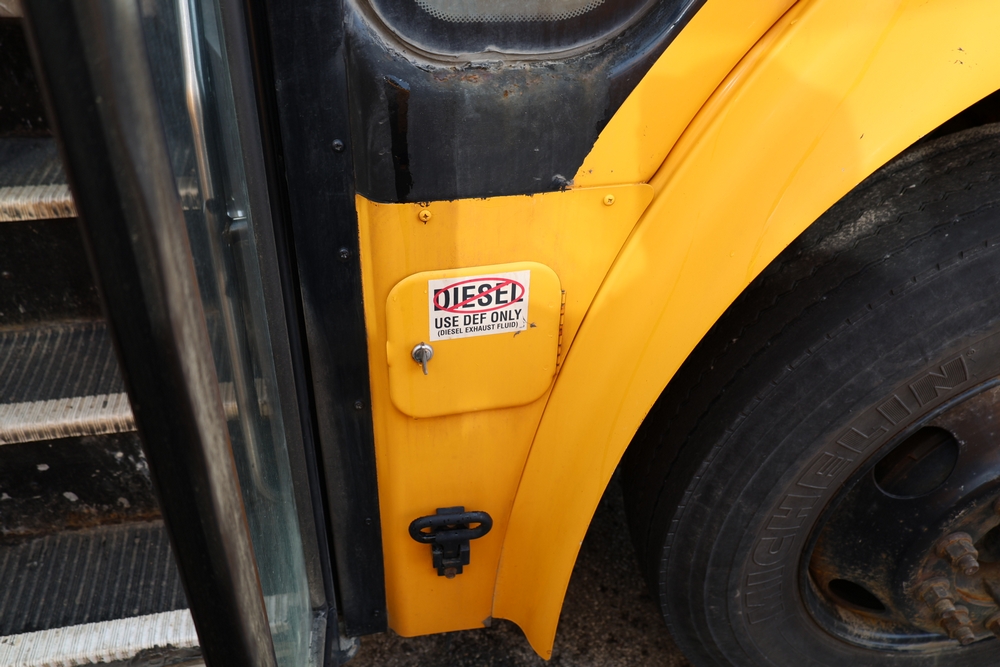 DIESEL
USE DEF ONLY
(DIESEL EXHAUST FLUID)
MICHELIN